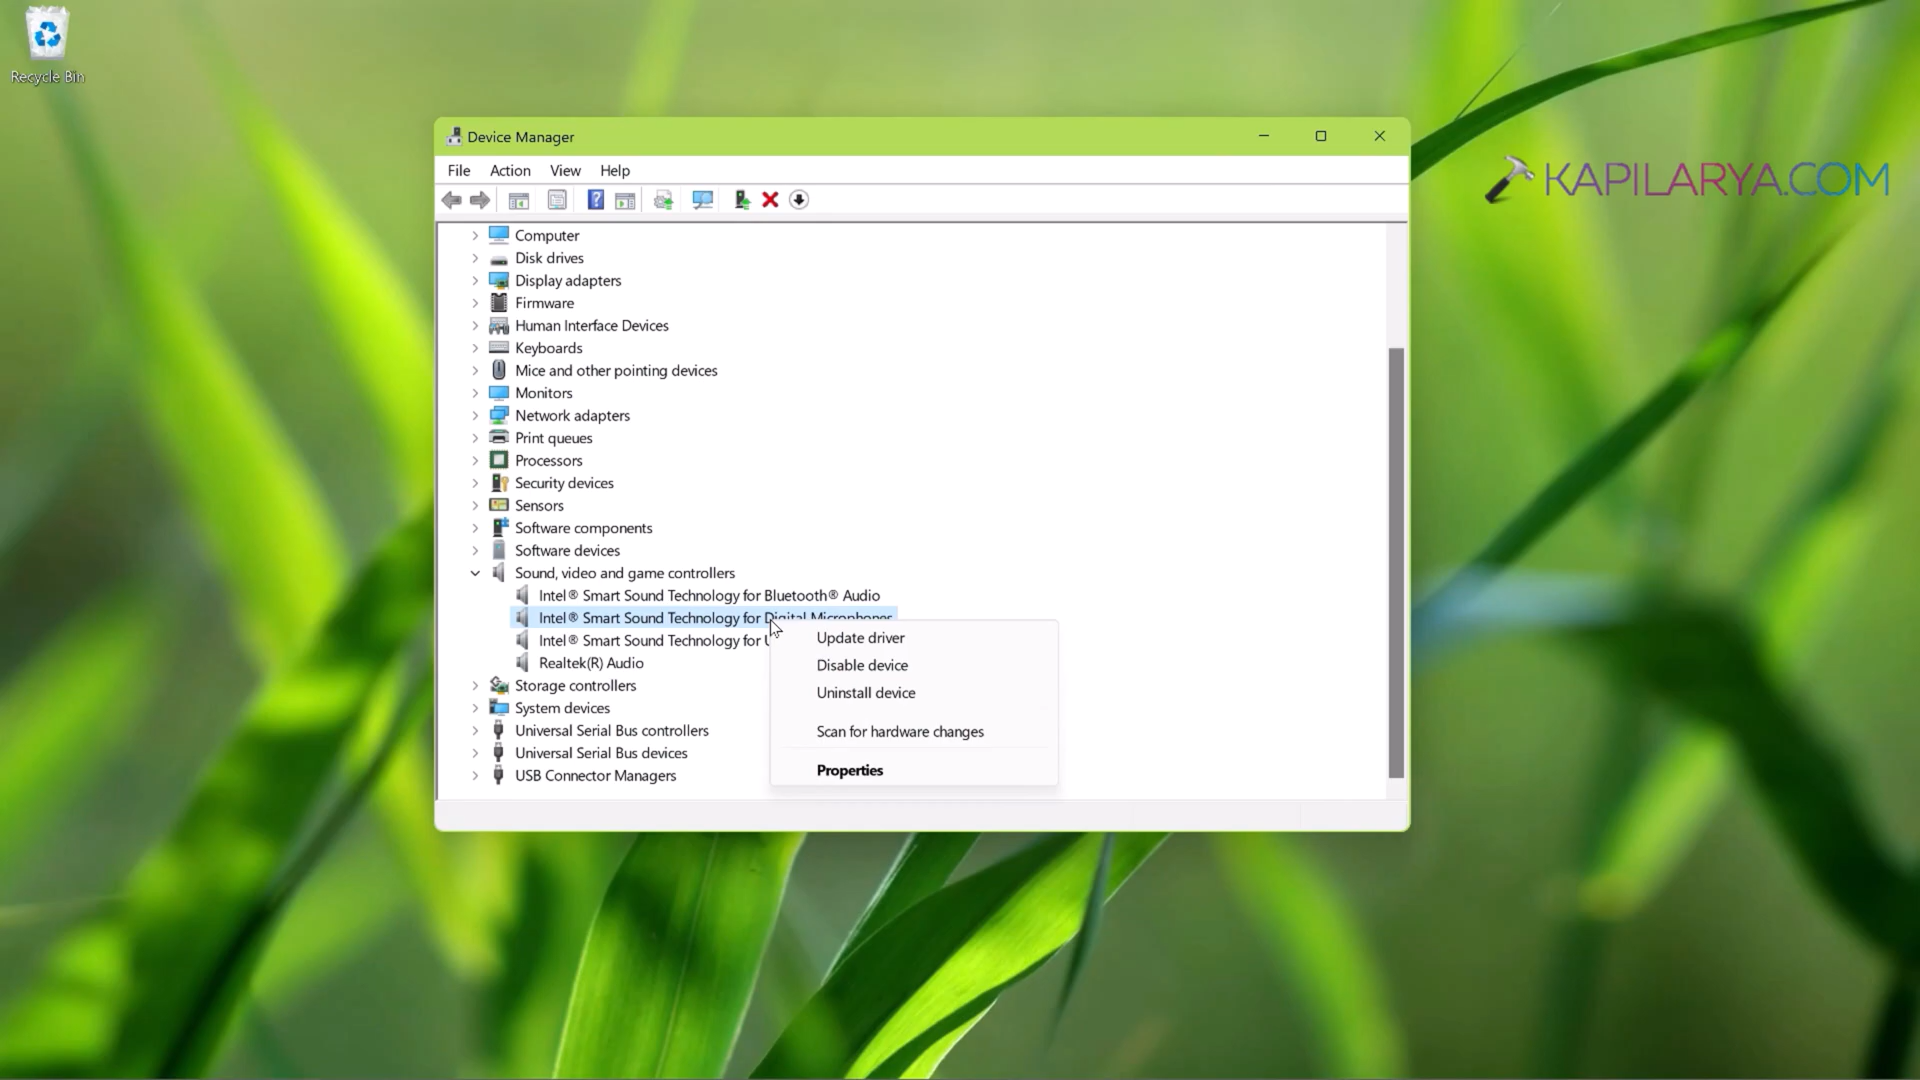 Recycle Bin
Device Manager
KAPILARYA.COM
File Action View Help
Computer
Disk drives
Display adapters
Firmware
Human Interface Devices
Keyboards
Mice and other pointing devices
Monitors
Network adapters
Print queues
Processors
Security devices
Sensors
Software components
Software devices
Sound, video and game controllers
Intel® Smart Sound Technology for Bluetooth® Audio
Intel® Smart Sound Technology for Digital Microphones
Intel® Smart Sound Technology for
Realtek(R) Audio
Storage controllers
System devices
Universal Serial Bus controllers
Universal Serial Bus devices
USB Connector Managers
Update driver
Disable device
Uninstall device
Scan for hardware changes
Properties